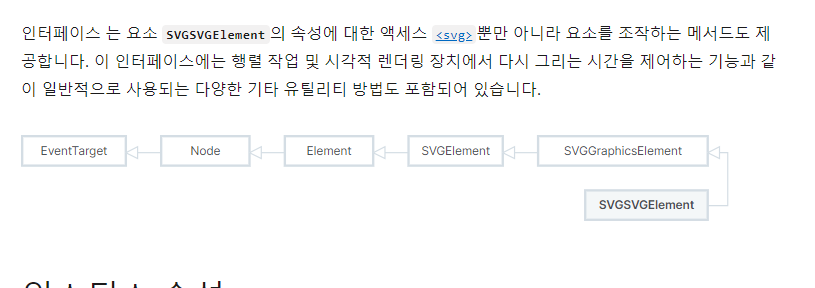 인터페이스 는 요소 SVGSVGElement 의 속성에 대한 액세스 <svg> 뿐만 아니라 요소를 조작하는 메서드도 제
공합니다. 이 인터페이스에는 행렬 작업 및 시각적 렌더링 장치에서 다시 그리는 시간을 제어하는 기능과 같
이 일반적으로 사용되는 다양한 기타 유틸리티 방법도 포함되어 있습니다.
EventTarget Node Element SVGElement SVGGraphicsElement
SVGSVGElement